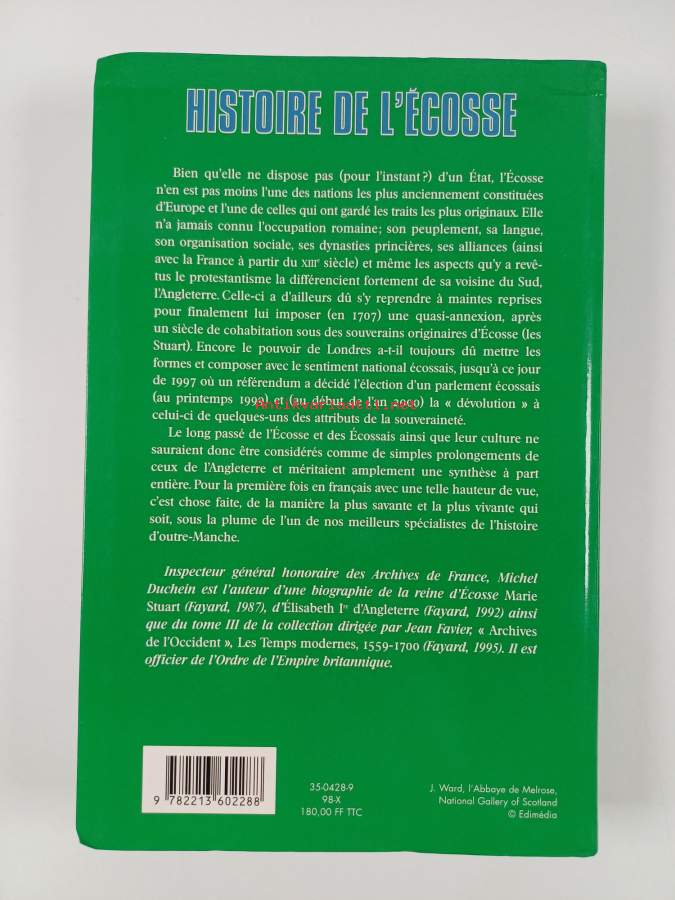 HISTOIRE DE L'ÉCOSSE
Bien qu'elle ne dispose pas (pour l'instant ?) d'un État, l'Écosse
n'en est pas moins l'une des nations les plus anciennement constituées
d'Europe et l'une de celles qui ont gardé les traits les plus originaux. Elle
n'a jamais connu l'occupation romaine ; son peuplement, sa langue,
son organisation sociale, ses dynasties princières, ses alliances (ainsi
avec la France à partir du XIIIe siècle) et même les aspects qu'y a revê-
tus le protestantisme la différencient fortement de sa voisine du Sud,
l'Angleterre. Celle-ci a d'ailleurs dû s'y reprendre à maintes reprises
pour finalement lui imposer (en 1707) une quasi-annexion, après
un siècle de cohabitation sous des souverains originaires d'Écosse (les
Stuart). Encore le pouvoir de Londres a-t-il toujours dû mettre les
formes et composer avec le sentiment national écossais, jusqu'à ce jour
de 1997 où un référendum a décidé l'élection d'un parlement écossais
(au printemps 1999) et (au début de l'an 2000) la « dévolution » à
Antikvariaatti.net
celui-ci de quelques-uns des attributs de la souveraineté.
Le long passé de l'Écosse et des Écossais ainsi que leur culture ne
sauraient donc être considérés comme de simples prolongements de
ceux de l'Angleterre et méritaient amplement une synthèse à part
entière. Pour la première fois en français avec une telle hauteur de vue,
c'est chose faite, de la manière la plus savante et la plus vivante qui
soit, sous la plume de l'un de nos meilleurs spécialistes de l'histoire
d'outre-Manche.
Inspecteur général honoraire des Archives de France, Michel
Duchein est l'auteur d'une biographie de la reine d'Écosse Marie
Stuart (Fayard, 1987), d'Élisabeth Ire d'Angleterre (Fayard, 1992) ainsi
que du tome III de la collection dirigée par Jean Favier, « Archives
de l'Occident », Les Temps modernes, 1559-1700 (Fayard, 1995). Il est
officier de l'Ordre de l'Empire britannique.
9 782213 602288
35-0428-9
98-X
180,00 FF TTC
J. Ward, l'Abbaye de Melrose,
National Gallery of Scotland
© Edimédia